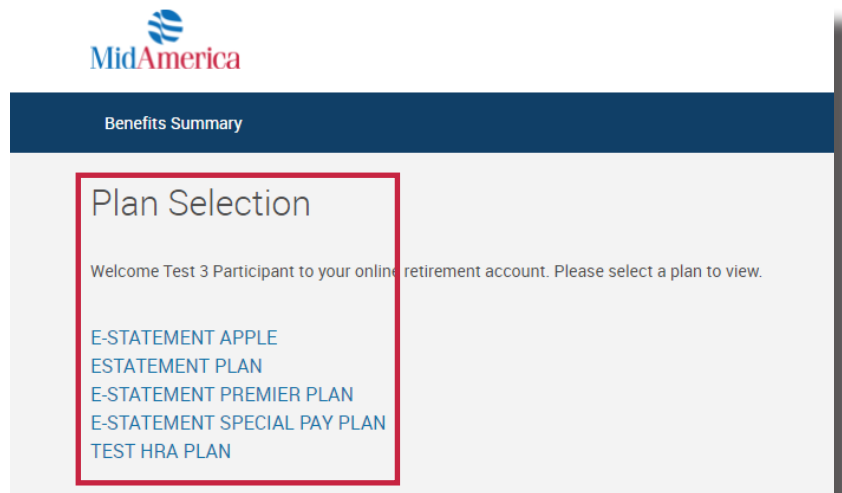 MidAmerica
Benefits Summary
Plan Selection
Welcome Test 3 Participant to your online retirement account. Please select a plan to view.
E-STATEMENT APPLE
ESTATEMENT PLAN
E-STATEMENT PREMIER PLAN
E-STATEMENT SPECIAL PAY PLAN
TEST HRA PLAN